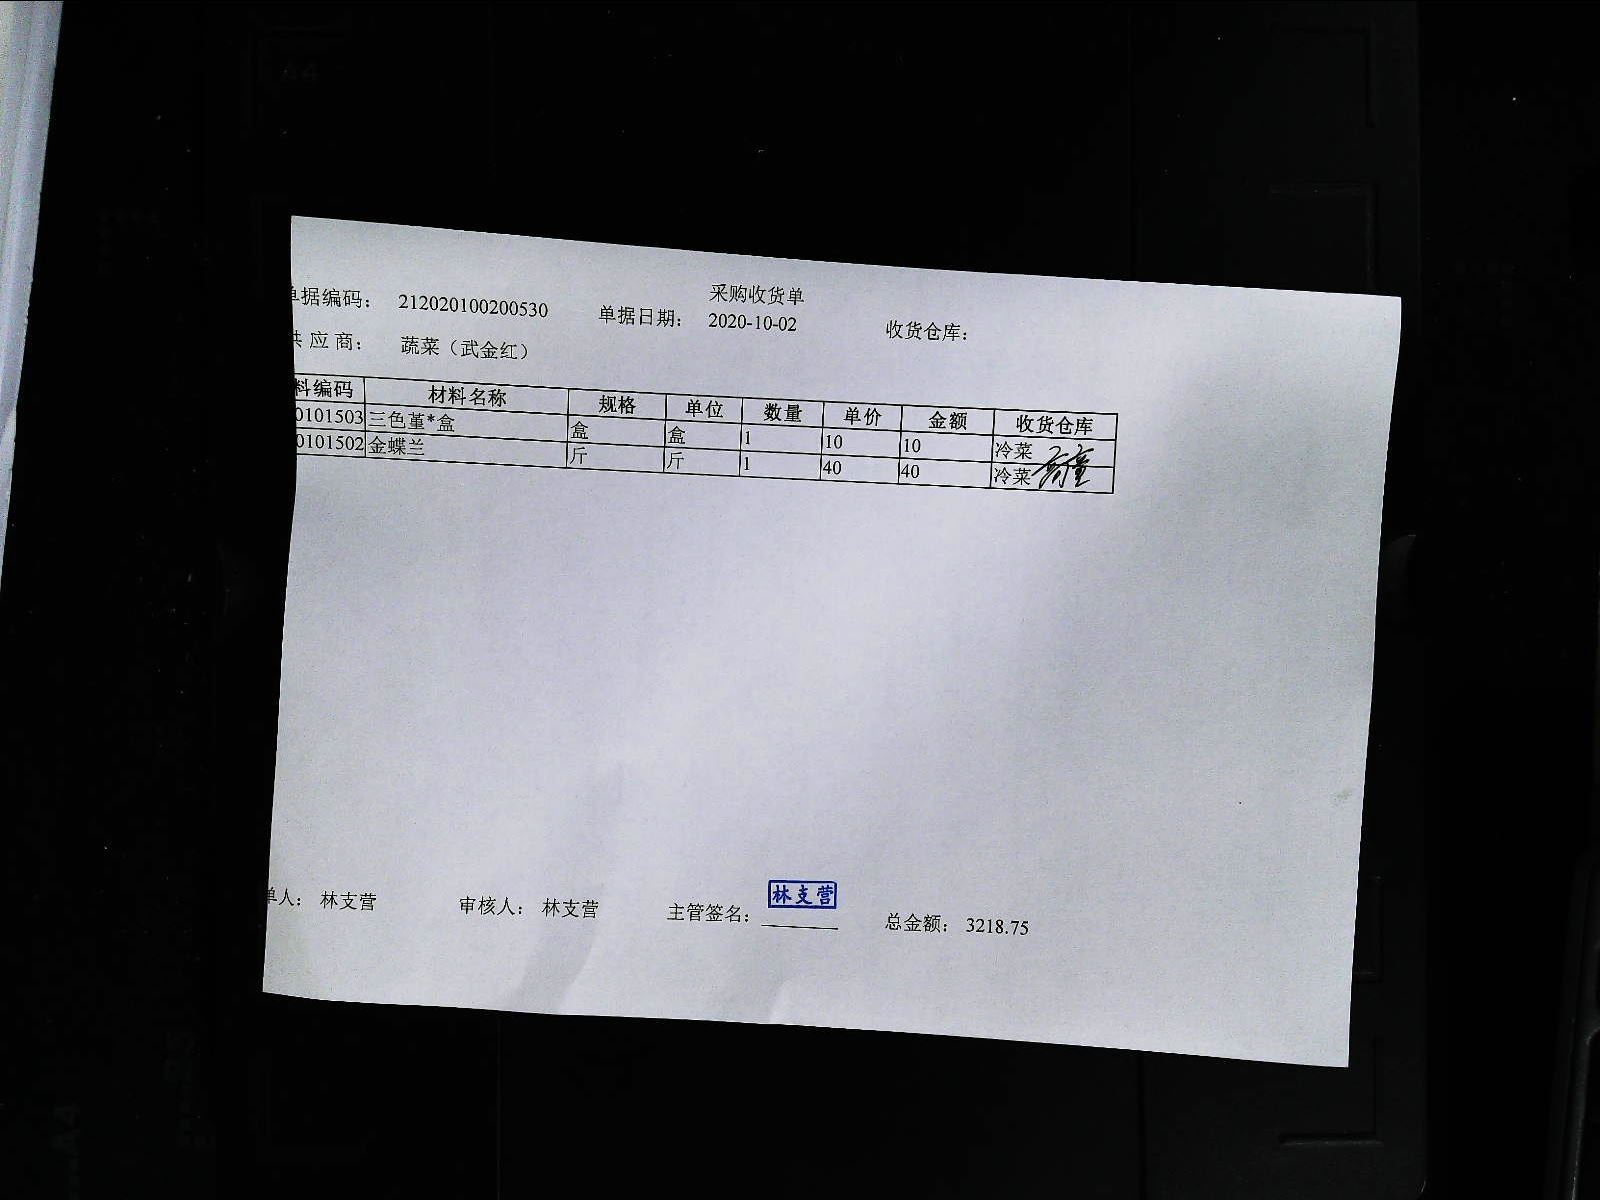 采购收货单
单据编码： 212020100200530 单据日期： 2020-10-02 收货仓库：
供 应 商： 蔬菜（武金红）
料编码 材料名称 规格 单位 数量 单价 金额 收货仓库
0101503 三色堇*盒 盒 盒 1 10 10 冷菜
0101502 金蝶兰 斤 斤 1 40 40 冷菜
单人： 林支营 审核人： 林支营 主管签名： 林支营 总金额： 3218.75